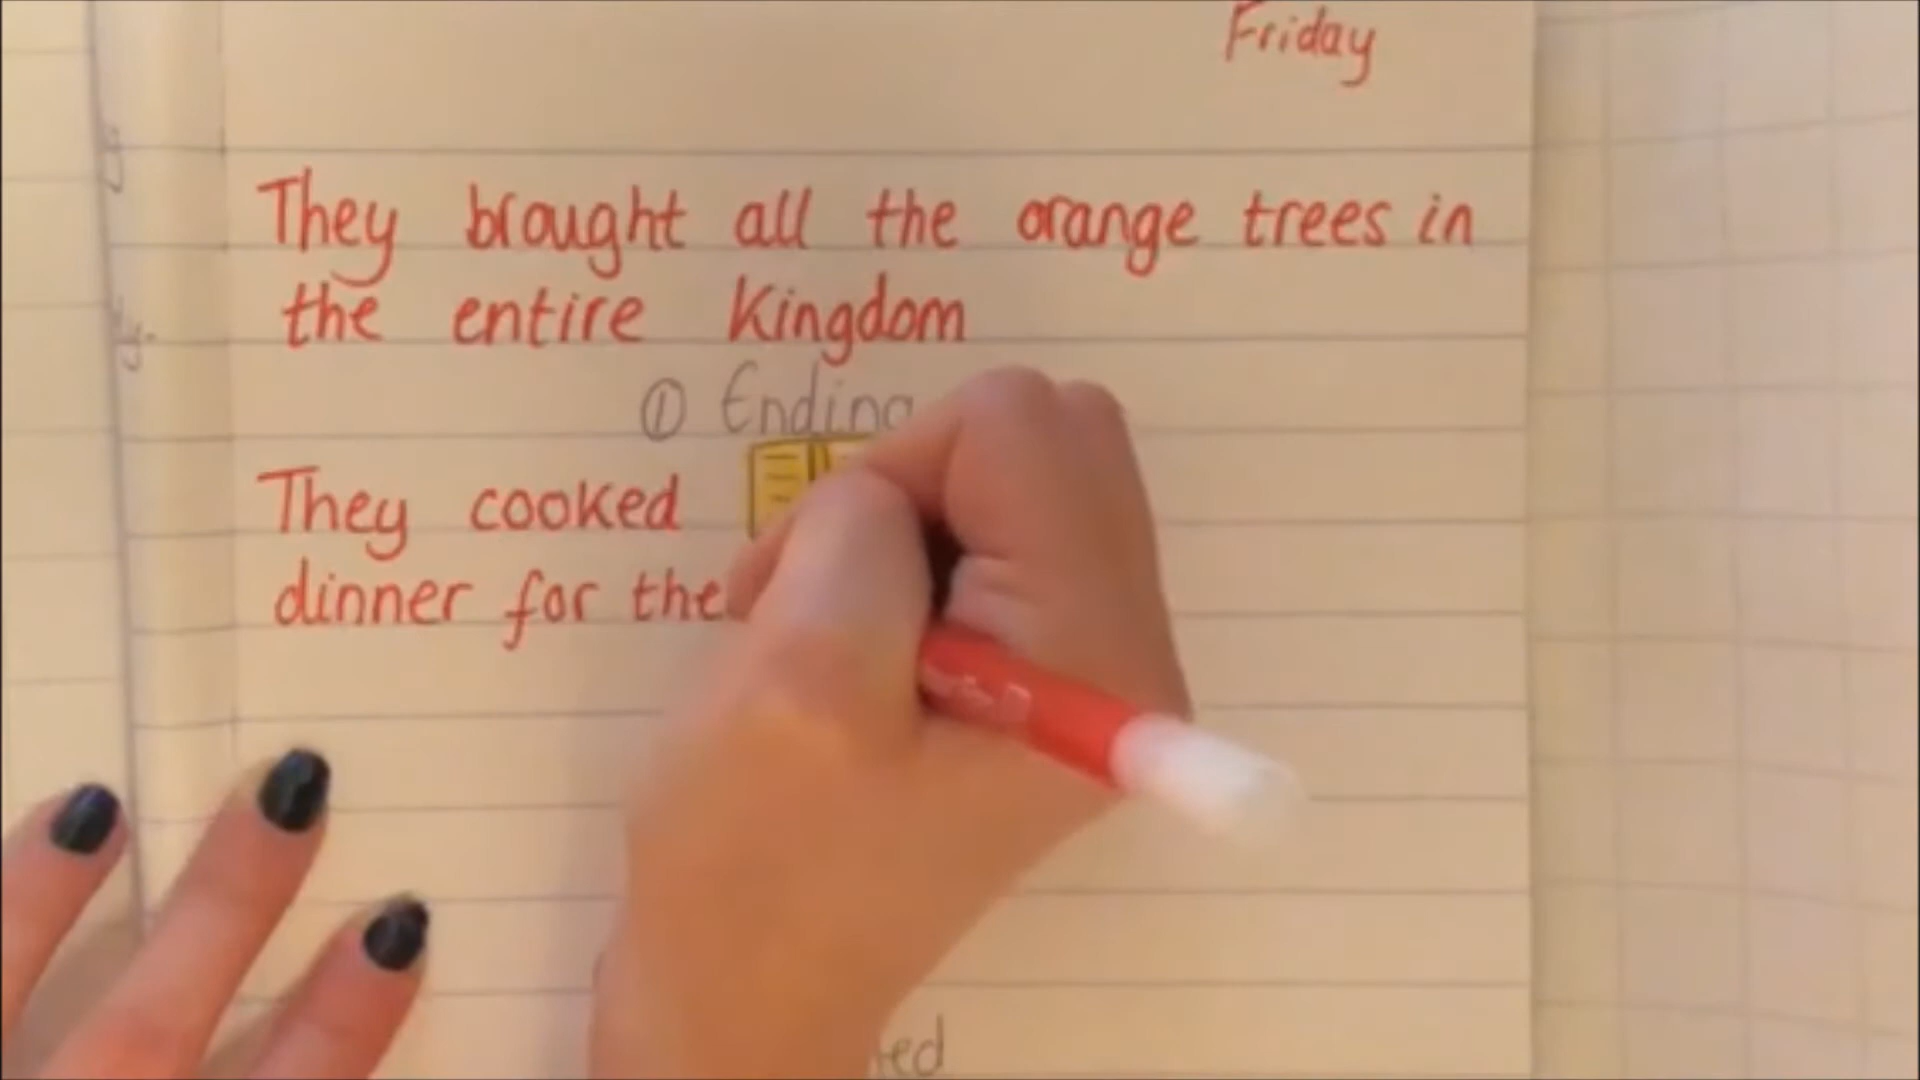 Friday
They brought all the orange trees in
the entire Kingdom
① Ending
They cooked
dinner for the